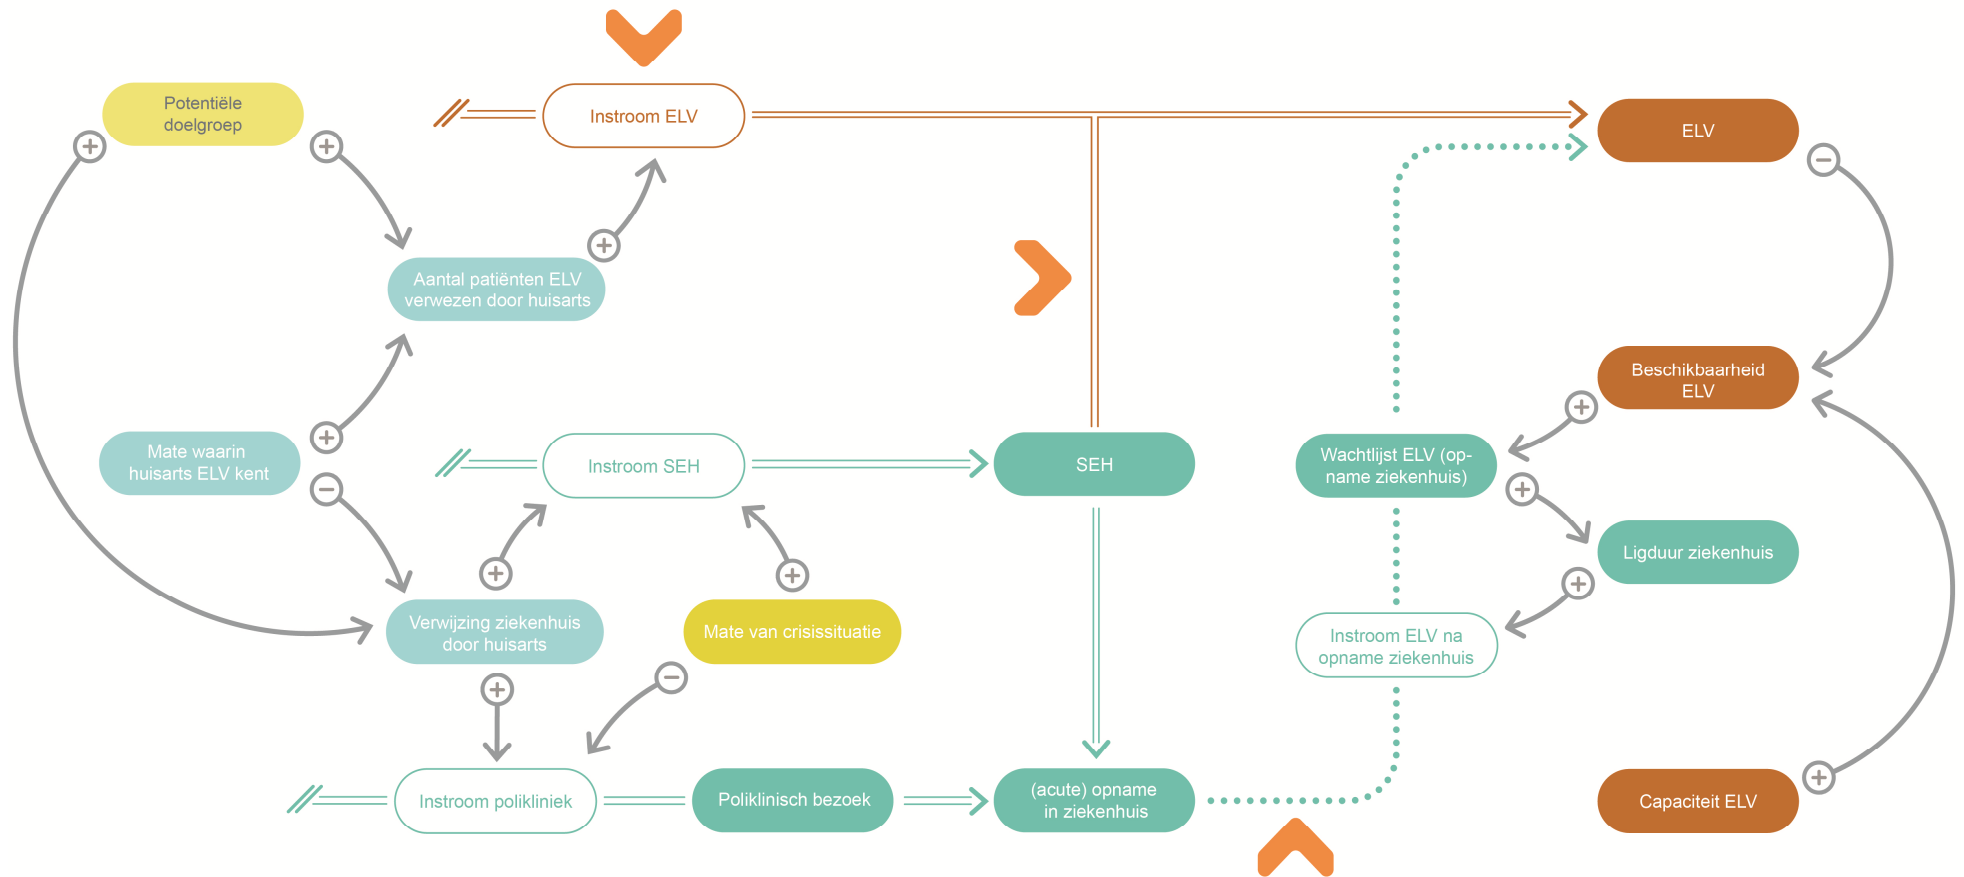 Potentiële
doelgroep
Instroom ELV
ELV
Aantal patiënten ELV
verwezen door huisarts
Beschikbaarheid
ELV
Mate waarin
huisarts ELV kent
Instroom SEH
SEH
Wachtlijst ELV (op-
name ziekenhuis)
Ligduur ziekenhuis
Verwijzing ziekenhuis
door huisarts
Mate van crisissituatie
Instroom ELV na
opname ziekenhuis
Instroom polikliniek
Poliklinisch bezoek
(acute) opname
in ziekenhuis
Capaciteit ELV